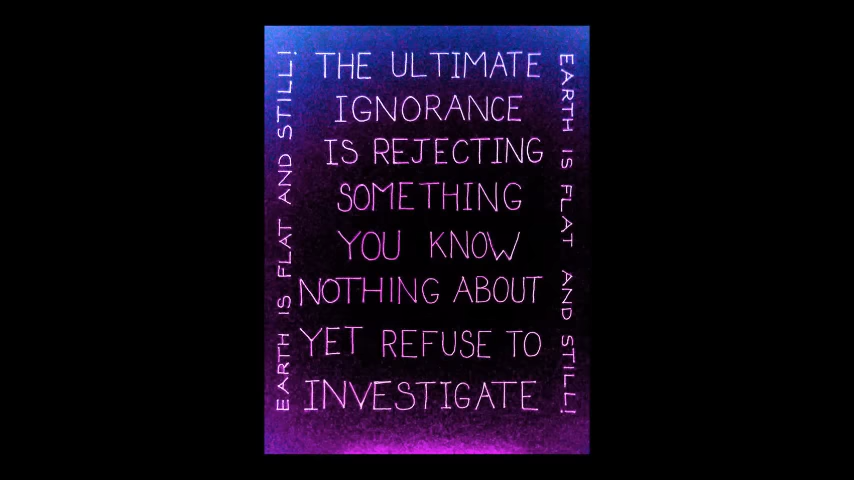 THE ULTIMATE
IGNORANCE
IS REJECTING
SOMETHING
YOU KNOW
NOTHING ABOUT
YET REFUSE TO
INVESTIGATE
EARTH IS FLAT AND STILL!
EARTH IS FLAT AND STILL!